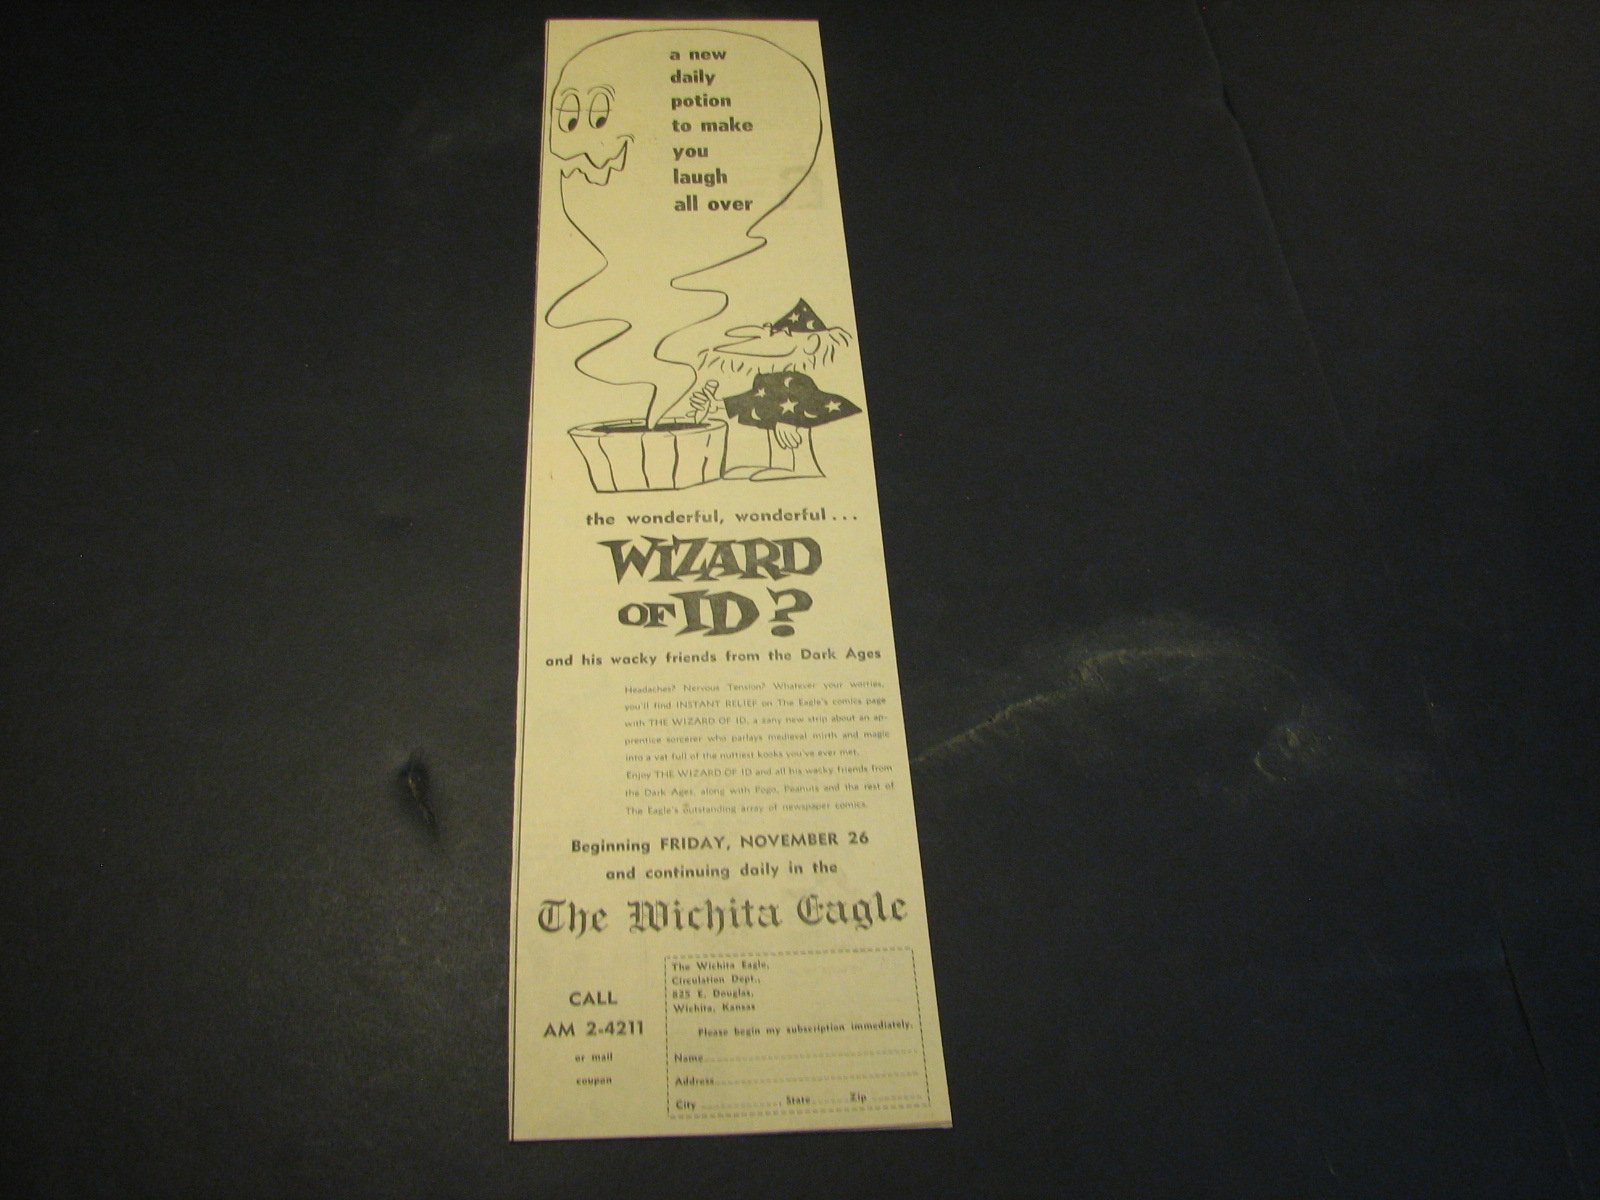 a new
daily
potion
to make
you
laugh
all over
the wonderful, wonderful...
WIZARD
OF ID?
and his wacky friends from the Dark Ages
Headaches? Nervous Tension? Whatever your worries,
you'll find INSTANT RELIEF on The Eagle's comics page
with THE WIZARD OF ID, a zany new strip about an ap-
prentice sorcerer who parlays medieval mirth and magic
into a vat full of the nuttiest kooks you've ever met.
Enjoy THE WIZARD OF ID and all his wacky friends from
the Dark Ages, along with Pogo, Peanuts and the rest of
The Eagle's outstanding array of newspaper comics.
Beginning FRIDAY, NOVEMBER 26
and continuing daily in the
The Wichita Eagle
CALL
AM 2-4211
or mail
coupon
The Wichita Eagle,
Circulation Dept.,
825 E. Douglas,
Wichita, Kansas
Please begin my subscription immediately.
Name
Address
City State Zip